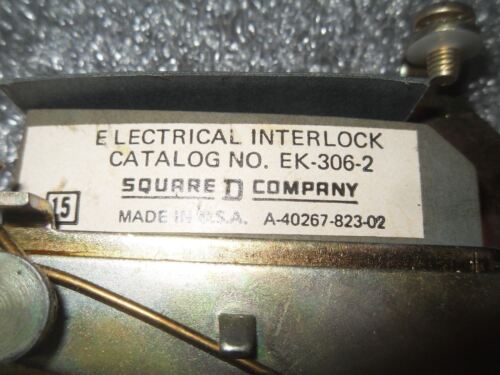 ELECTRICAL INTERLOCK
CATALOG NO. EK-306-2
SQUARE D COMPANY
15 MADE IN U.S.A. A-40267-823-02